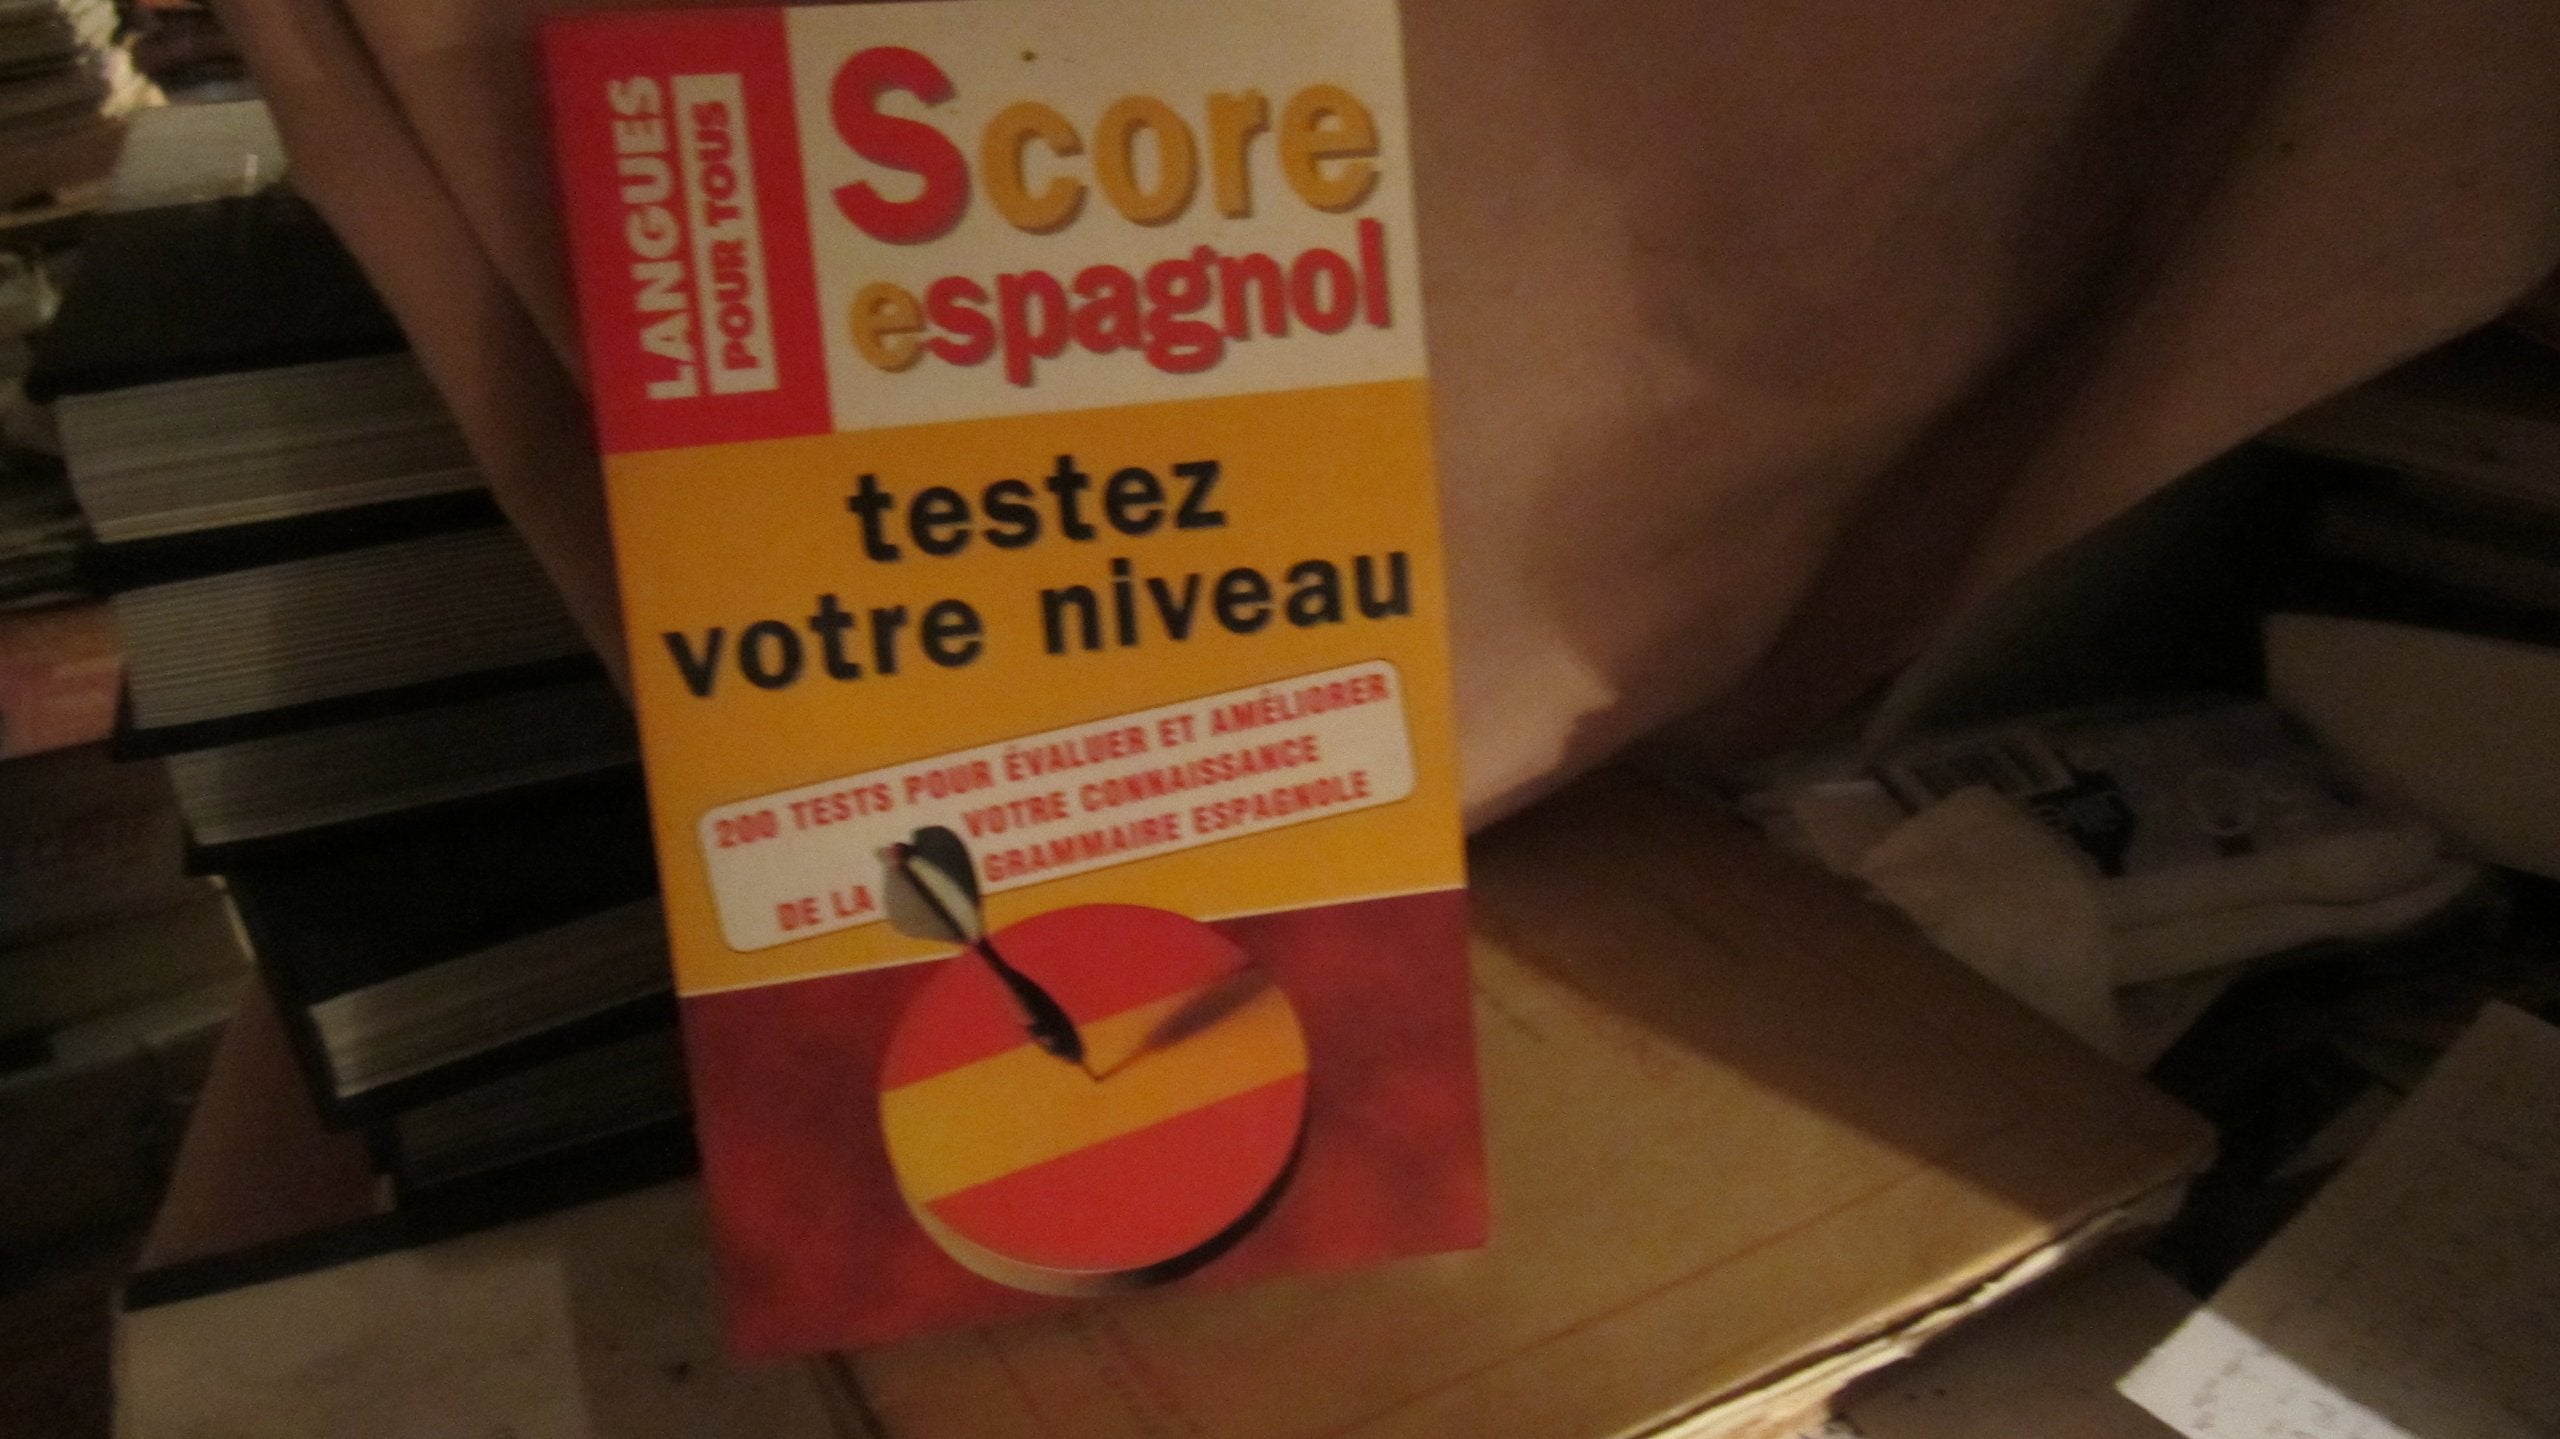 LANGUES
POUR TOUS
Score
espagnol
testez
votre niveau
200 TESTS POUR ÉVALUER ET AMÉLIORER
VOTRE CONNAISSANCE
DE LA GRAMMAIRE ESPAGNOLE